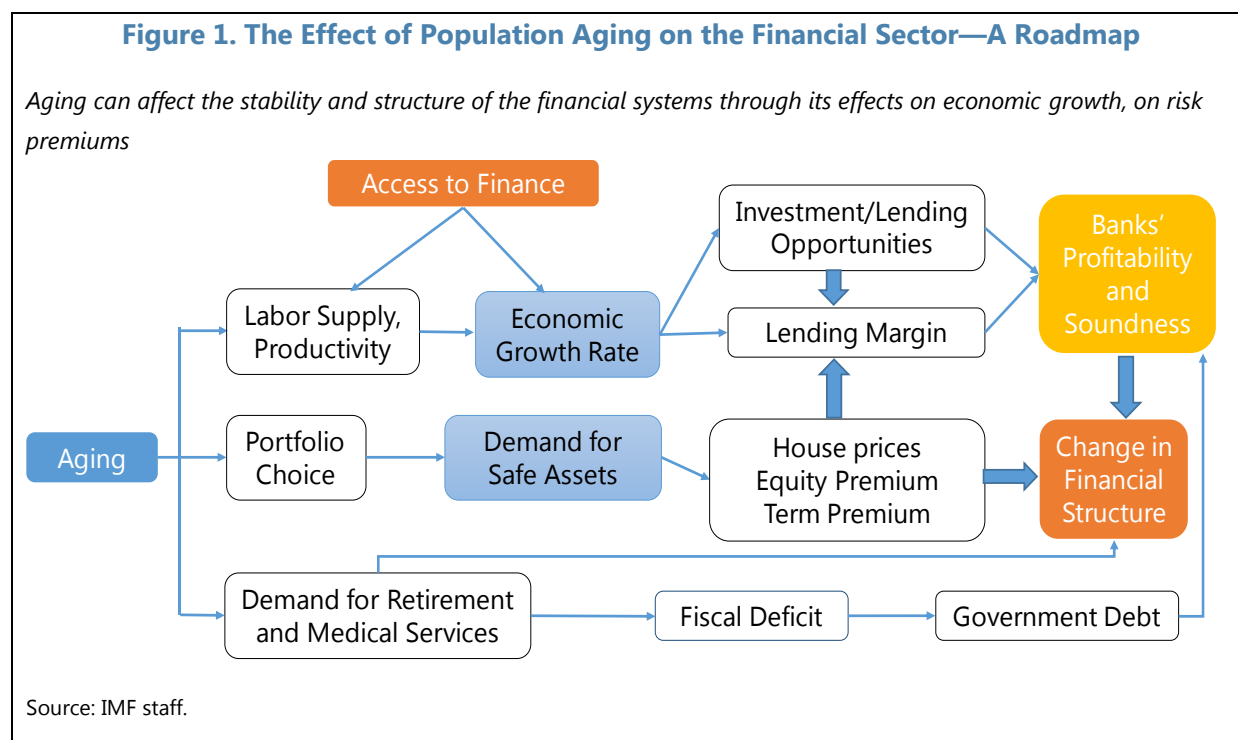 Figure 1. The Effect of Population Aging on the Financial Sector—A Roadmap
Aging can affect the stability and structure of the financial systems through its effects on economic growth, on risk
premiums
Access to Finance
Investment/Lending
Opportunities
Banks’
Profitability
and
Soundness
Labor Supply,
Productivity
Economic
Growth Rate
Lending Margin
Aging
Portfolio
Choice
Demand for
Safe Assets
House prices
Equity Premium
Term Premium
Change in
Financial
Structure
Demand for Retirement
and Medical Services
Fiscal Deficit
Government Debt
Source: IMF staff.